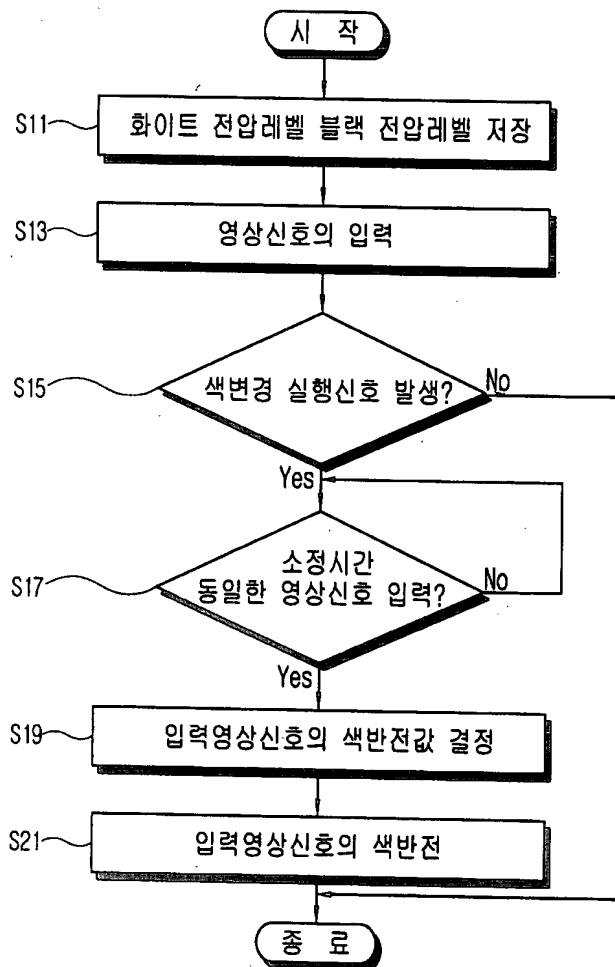 시 작
S11
화이트 전압레벨 블랙 전압레벨 저장
S13
영상신호의 입력
S15
색변경 실행신호 발생?
No
Yes
S17
소정시간
동일한 영상신호 입력?
No
Yes
S19
입력영상신호의 색반전값 결정
S21
입력영상신호의 색반전
종 료